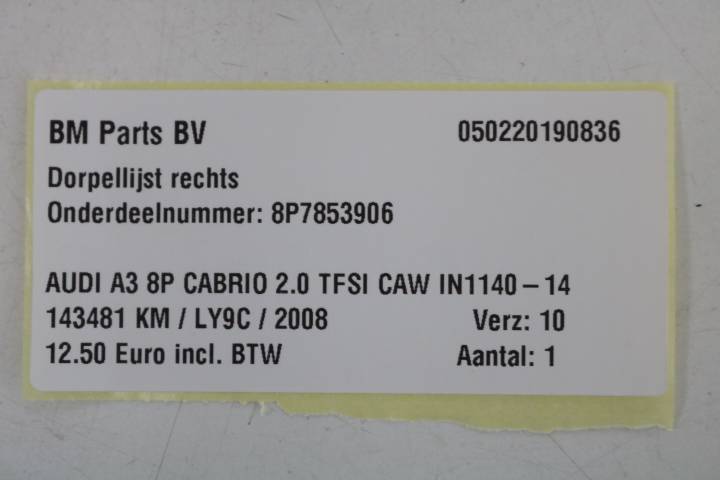 BM Parts BV 050220190836
Dorpellijst rechts
Onderdeelnummer: 8P7853906
AUDI A3 8P CABRIO 2.0 TFSI CAW IN1140 – 14
143481 KM / LY9C / 2008 Verz: 10
12.50 Euro incl. BTW Aantal: 1